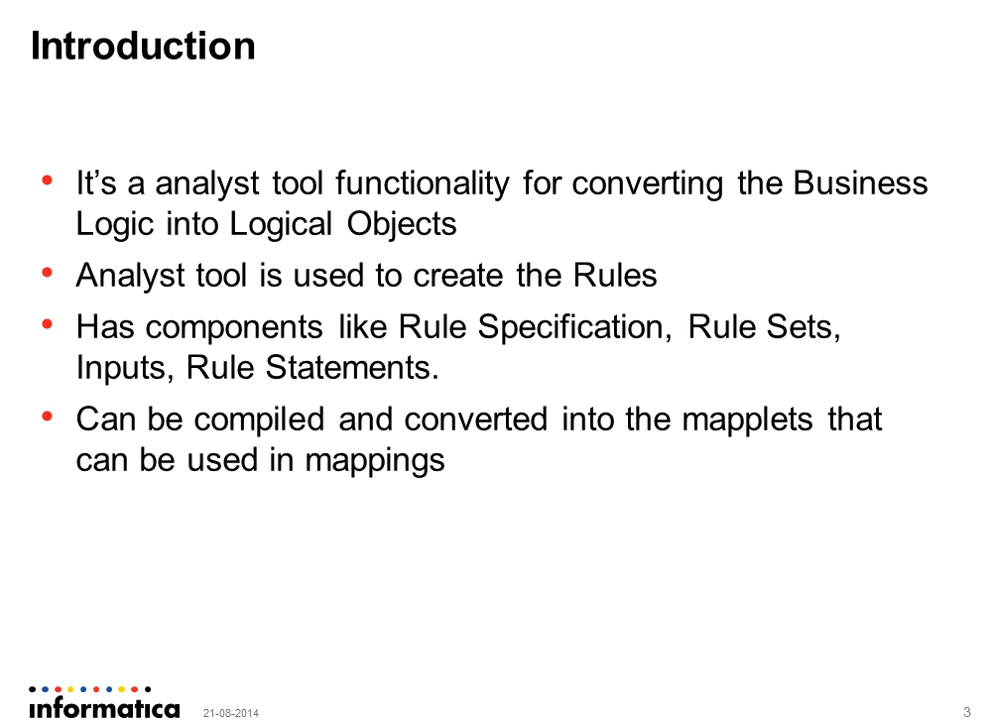 Introduction
• It’s a analyst tool functionality for converting the Business
Logic into Logical Objects
• Analyst tool is used to create the Rules
• Has components like Rule Specification, Rule Sets,
Inputs, Rule Statements.
• Can be compiled and converted into the mapplets that
can be used in mappings
informatica
21-08-2014
3